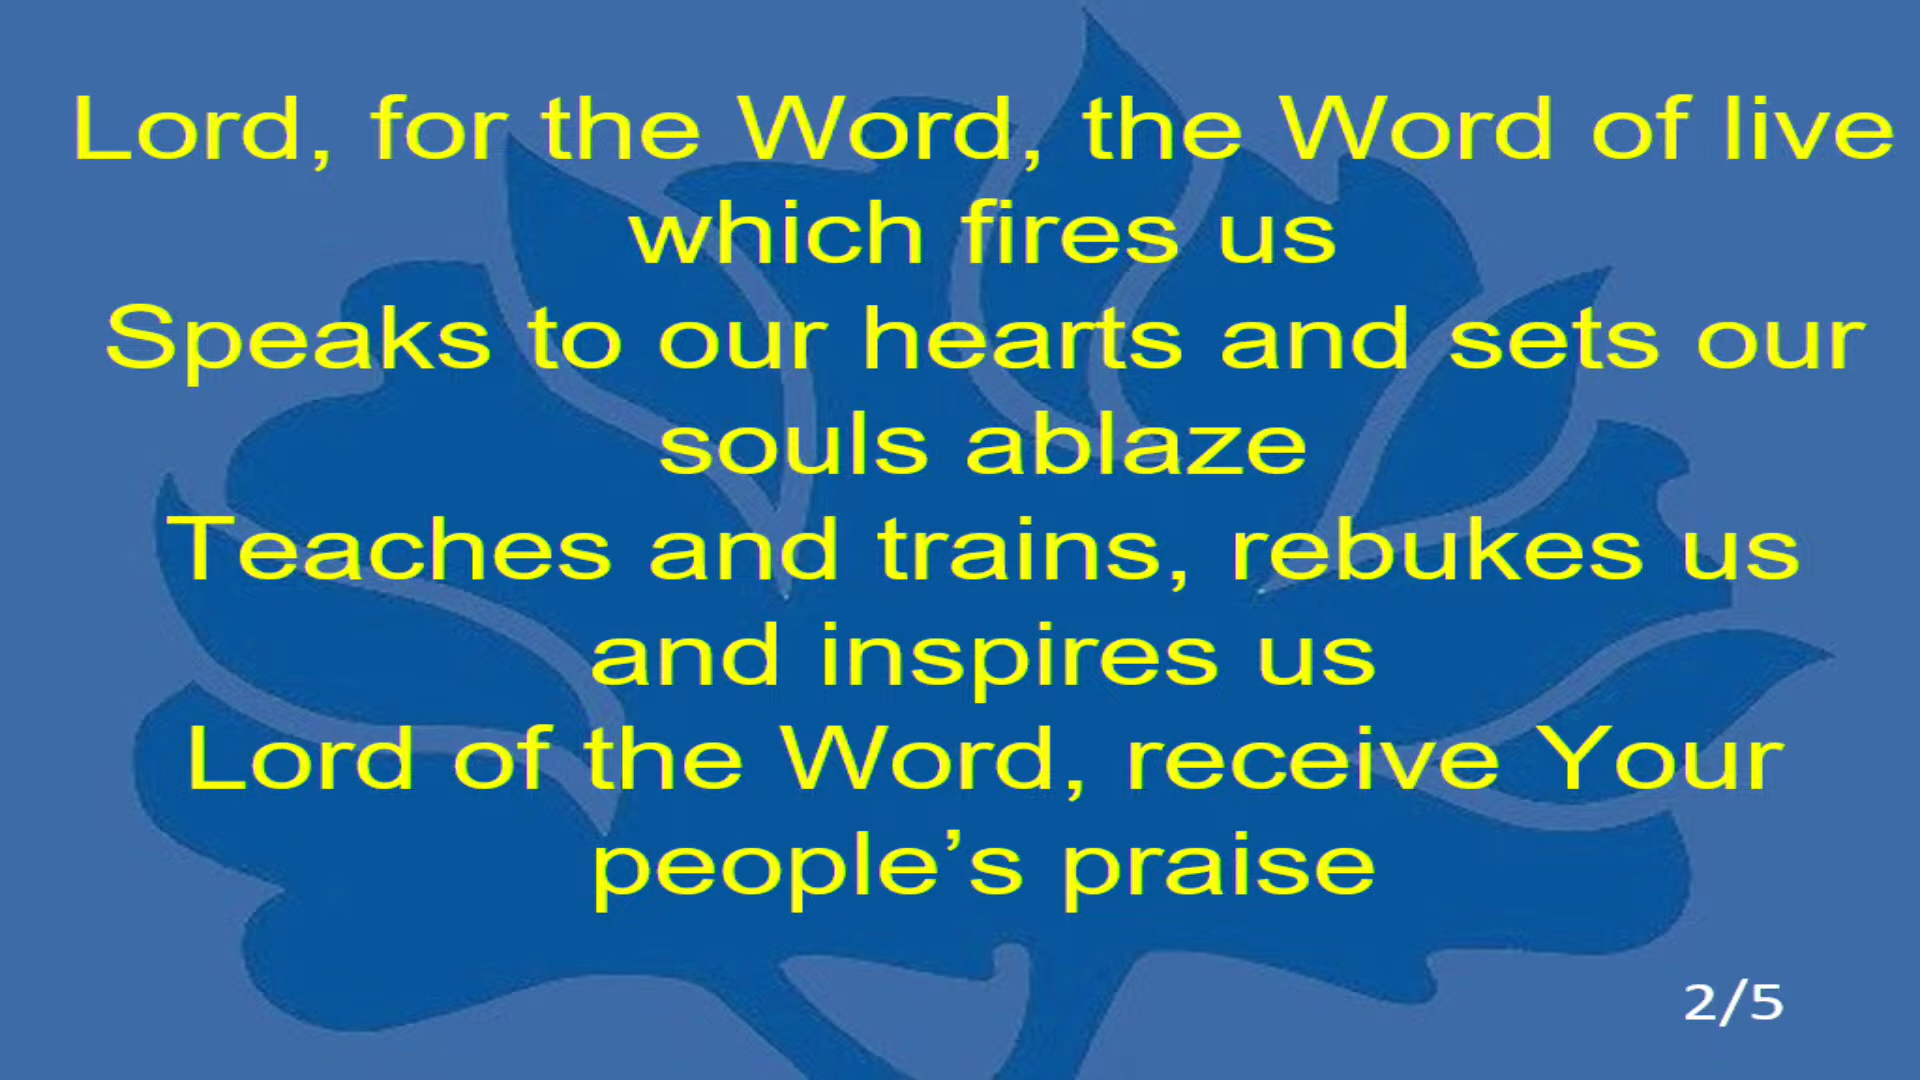 Lord, for the Word, the Word of live
which fires us
Speaks to our hearts and sets our
souls ablaze
Teaches and trains, rebukes us
and inspires us
Lord of the Word, receive Your
people’s praise
2/5